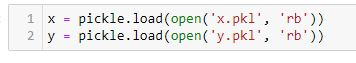 1 x = pickle.load(open('x.pkl', 'rb'))
2 y = pickle.load(open('y.pkl', 'rb'))